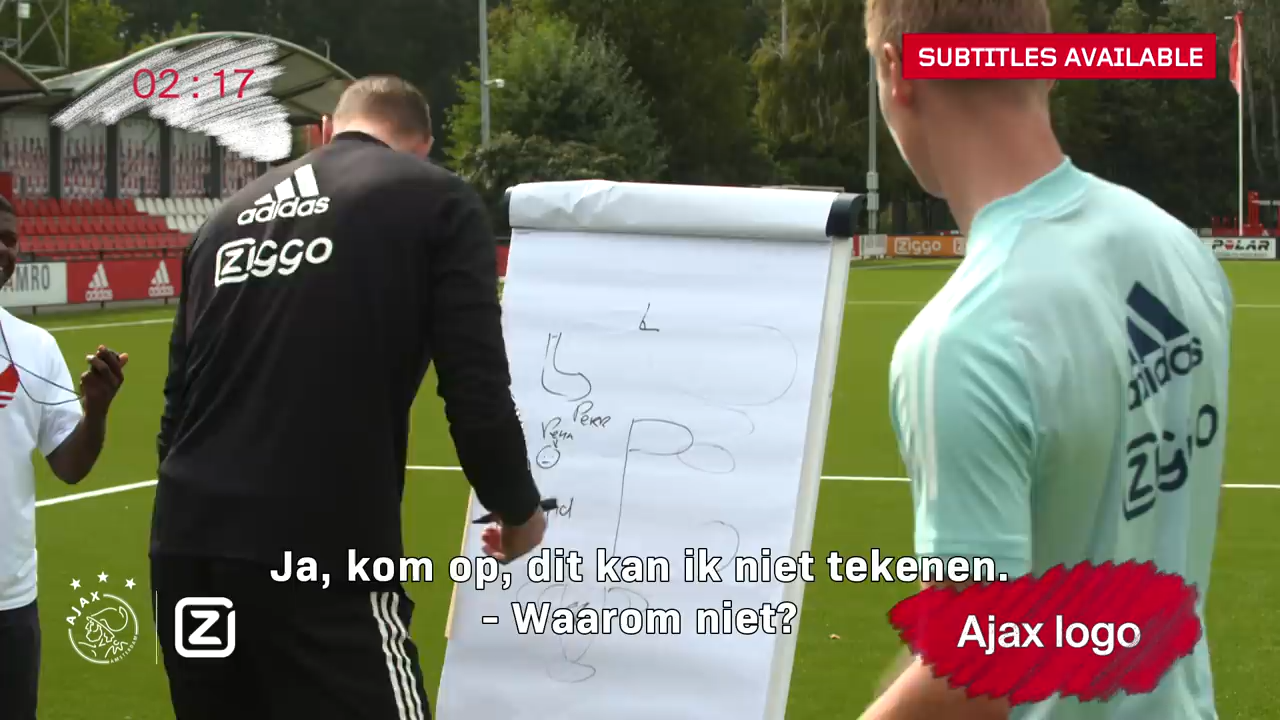 SUBTITLES AVAILABLE
02:17
adidas
Ziggo
AMRO
Ziggo
POLAR
adidas
Ziggo
Ja, kom op, dit kan ik niet tekenen.
- Waarom niet?
AJAX
AMSTERDAM
Z
Ajax logo